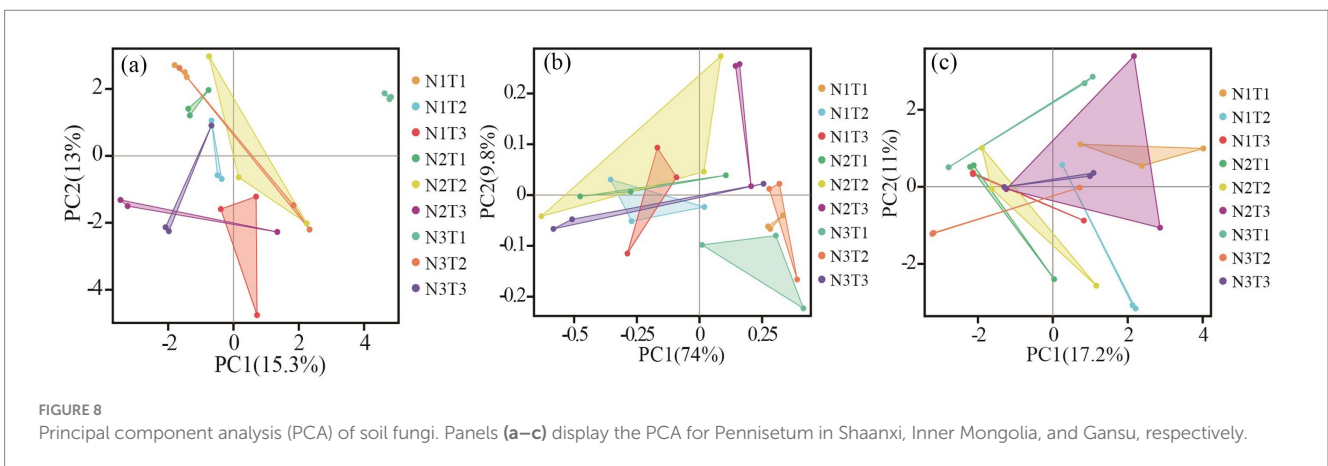 (a)
PC2(13%)
2
0
-2
-4
-2 0 2 4
PC1(15.3%)
N1T1
N1T2
N1T3
N2T1
N2T2
N2T3
N3T1
N3T2
N3T3
(b)
PC2(9.8%)
0.2
0.1
0
-0.1
-0.2
-0.5 -0.25 0 0.25
PC1(74%)
N1T1
N1T2
N1T3
N2T1
N2T2
N2T3
N3T1
N3T2
N3T3
(c)
PC2(11%)
2
0
-2
-2 0 2 4
PC1(17.2%)
N1T1
N1T2
N1T3
N2T1
N2T2
N2T3
N3T1
N3T2
N3T3
FIGURE 8
Principal component analysis (PCA) of soil fungi. Panels (a–c) display the PCA for Pennisetum in Shaanxi, Inner Mongolia, and Gansu, respectively.